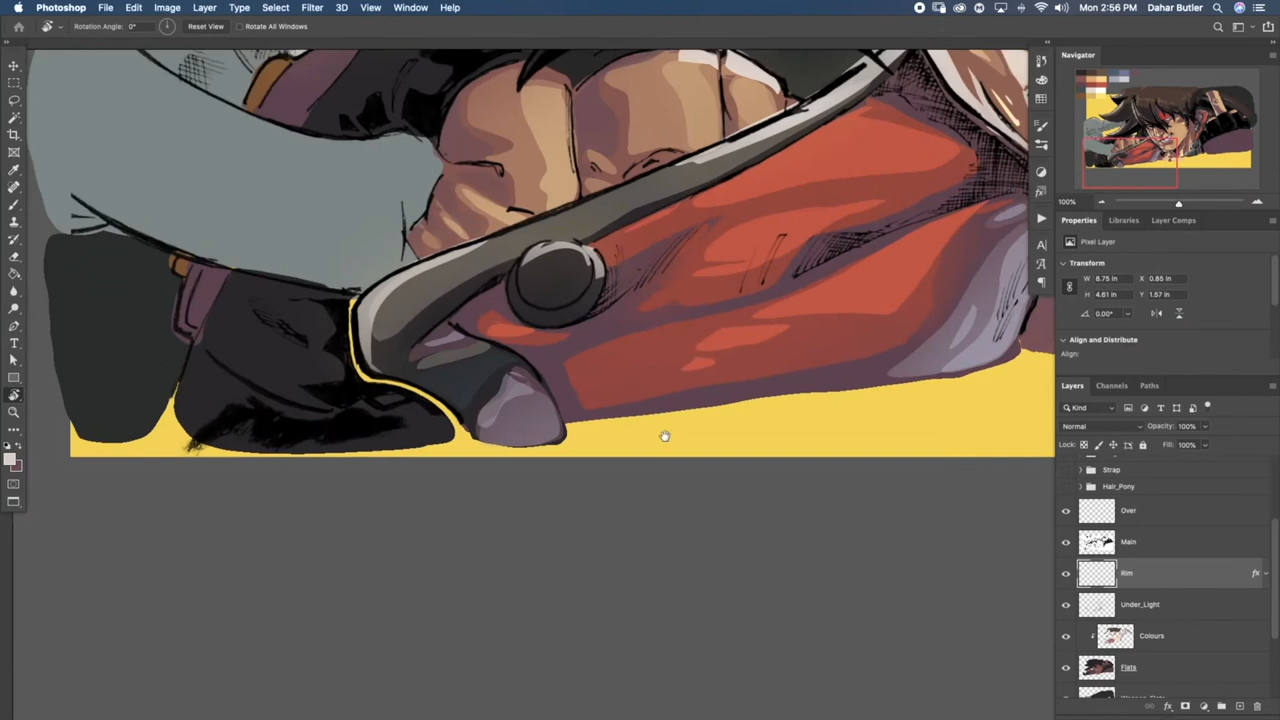 Photoshop File Edit Image Layer Type Select Filter 3D View Window Help Mon 2:56 PM Dahar Butler
Rotation Angle: 0° Reset View Rotate All Windows
Navigator
100%
Properties Libraries Layer Comps
Pixel Layer
Transform
W 8.75 in X 0.85 in
H 4.61 in Y 1.57 in
0.00°
Align and Distribute
Align:
Layers Channels Paths
Kind
Normal Opacity: 100%
Lock: Fill: 100%
Strap
Hair_Pony
Over
Main
Rim fx
Under_Light
Colours
Flats